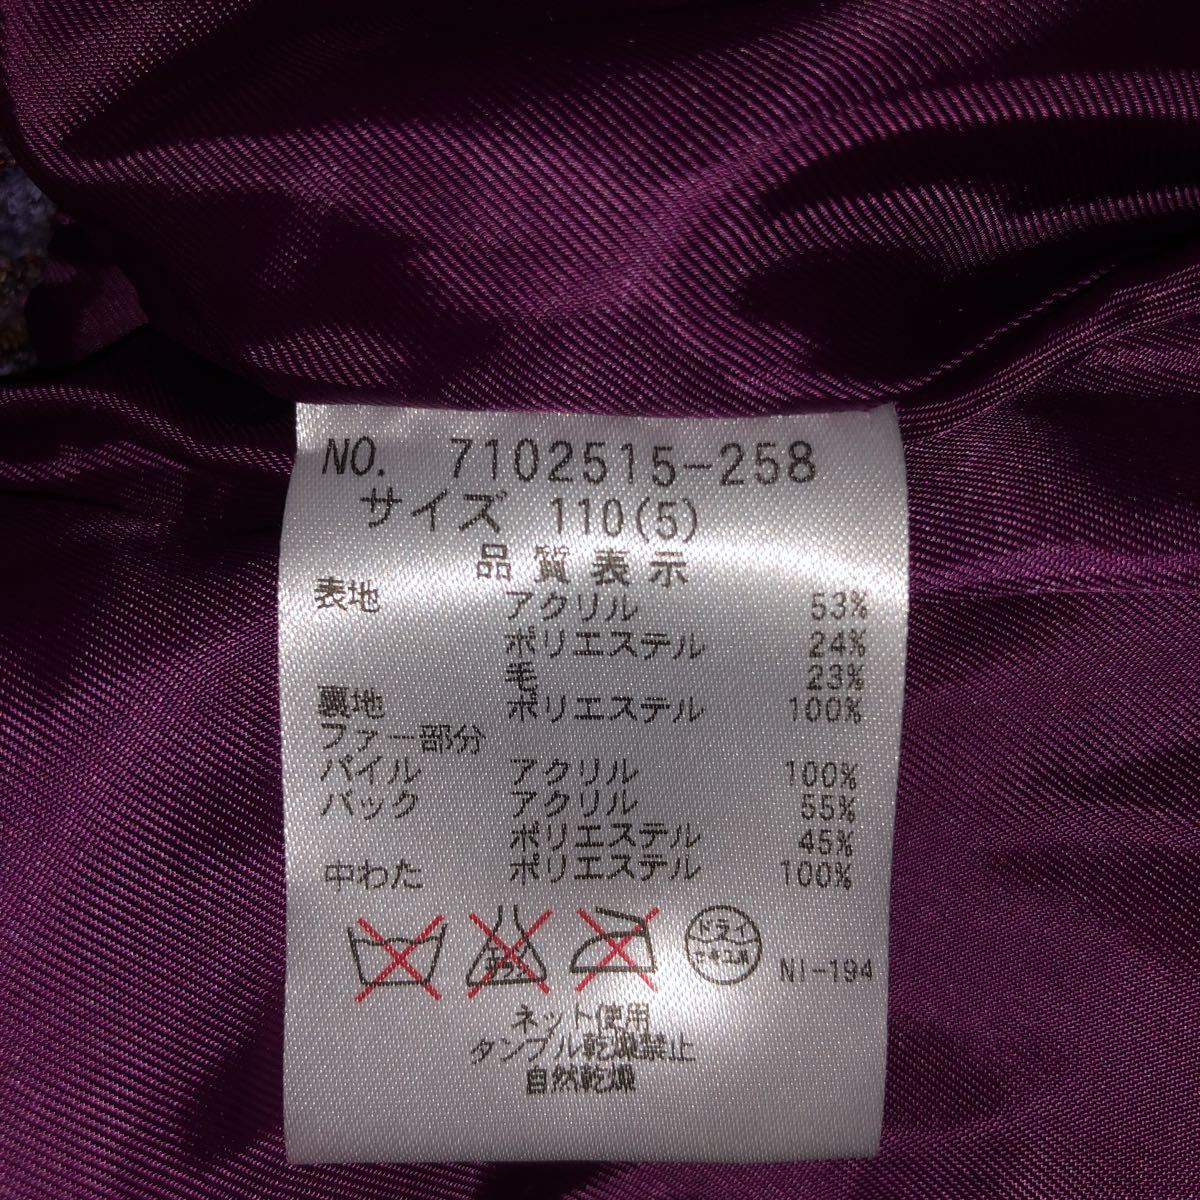 NO. 7102515-258
サイズ 110(5)
品質表示
表地 アクリル 53%
ポリエステル 24%
毛 23%
裏地 ポリエステル 100%
ファー部分
パイル アクリル 100%
バック アクリル 55%
ポリエステル 45%
中わた ポリエステル 100%
ドライ
NI-194
ネット使用
タンブル乾燥禁止
自然乾燥